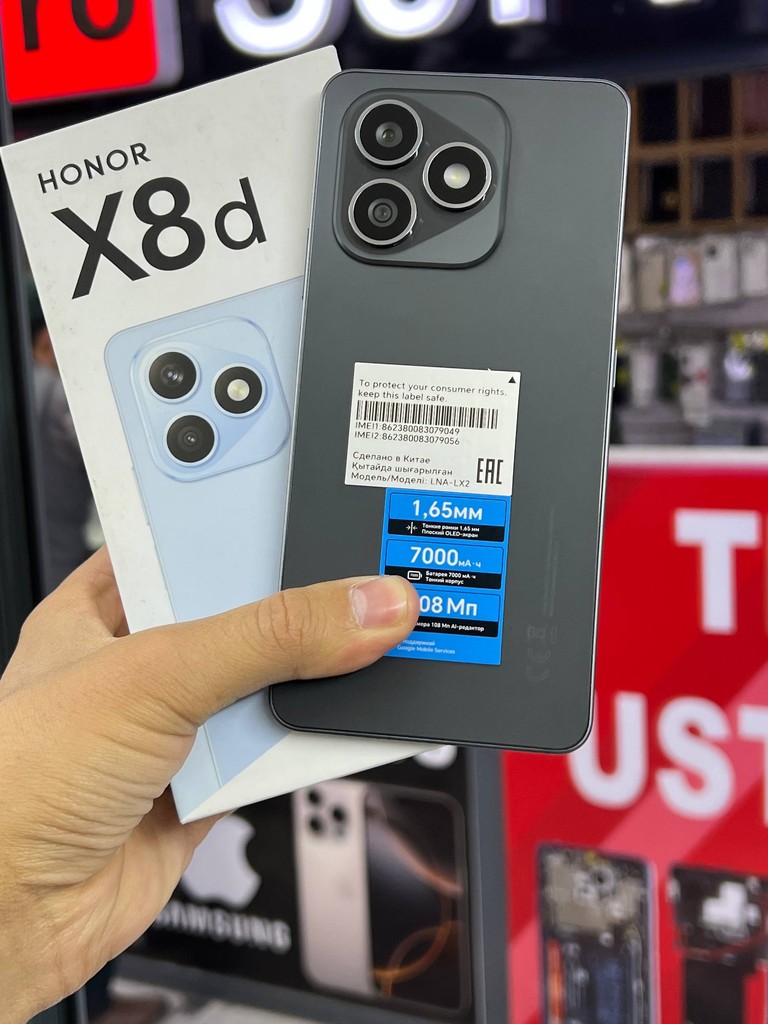 HONOR
X8d
To protect your consumer rights,
keep this label safe.
IMEI1:862380083079049
IMEI2:862380083079056
Сделано в Китае
Қытайда шығарылған
Модель/Моделі: LNA-LX2
EAC
1,65мм
Тонкие рамки 1.65 мм
Плоский OLED-экран
7000мА·ч
Батарея 7000 мА·ч
Тонкий корпус
08 Мп
108 Мп AI-редактор
Google Mobile Services
T
UST
SAMSUNG